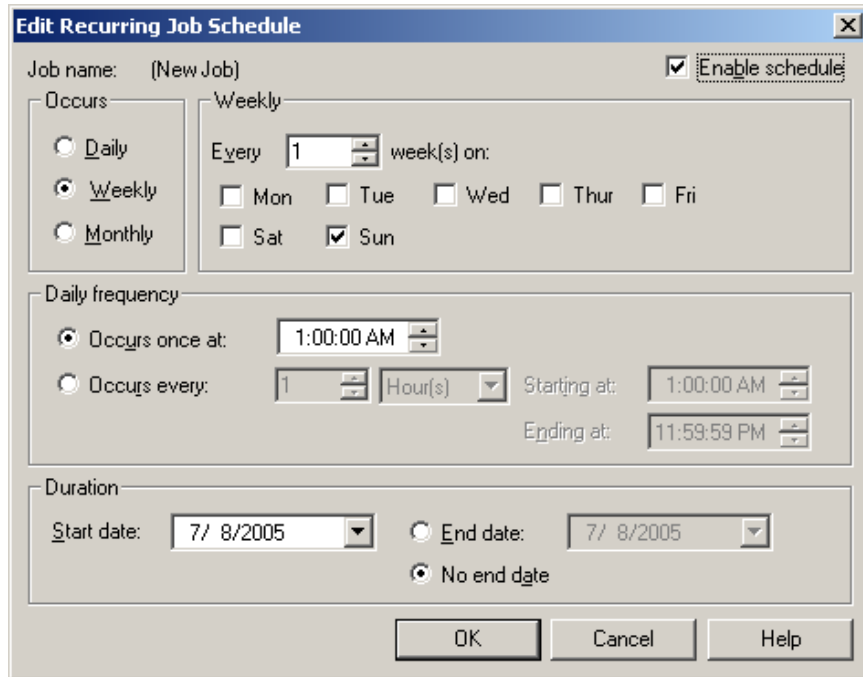 Edit Recurring Job Schedule
Job name: (New Job)
Enable schedule
Occurs
Daily
Weekly
Monthly
Weekly
Every 1 week(s) on:
Mon Tue Wed Thur Fri
Sat Sun
Daily frequency
Occurs once at: 1:00:00 AM
Occurs every: 1 Hour(s) Starting at: 1:00:00 AM
Ending at: 11:59:59 PM
Duration
Start date: 7/ 8/2005 End date: 7/ 8/2005
No end date
OK Cancel Help